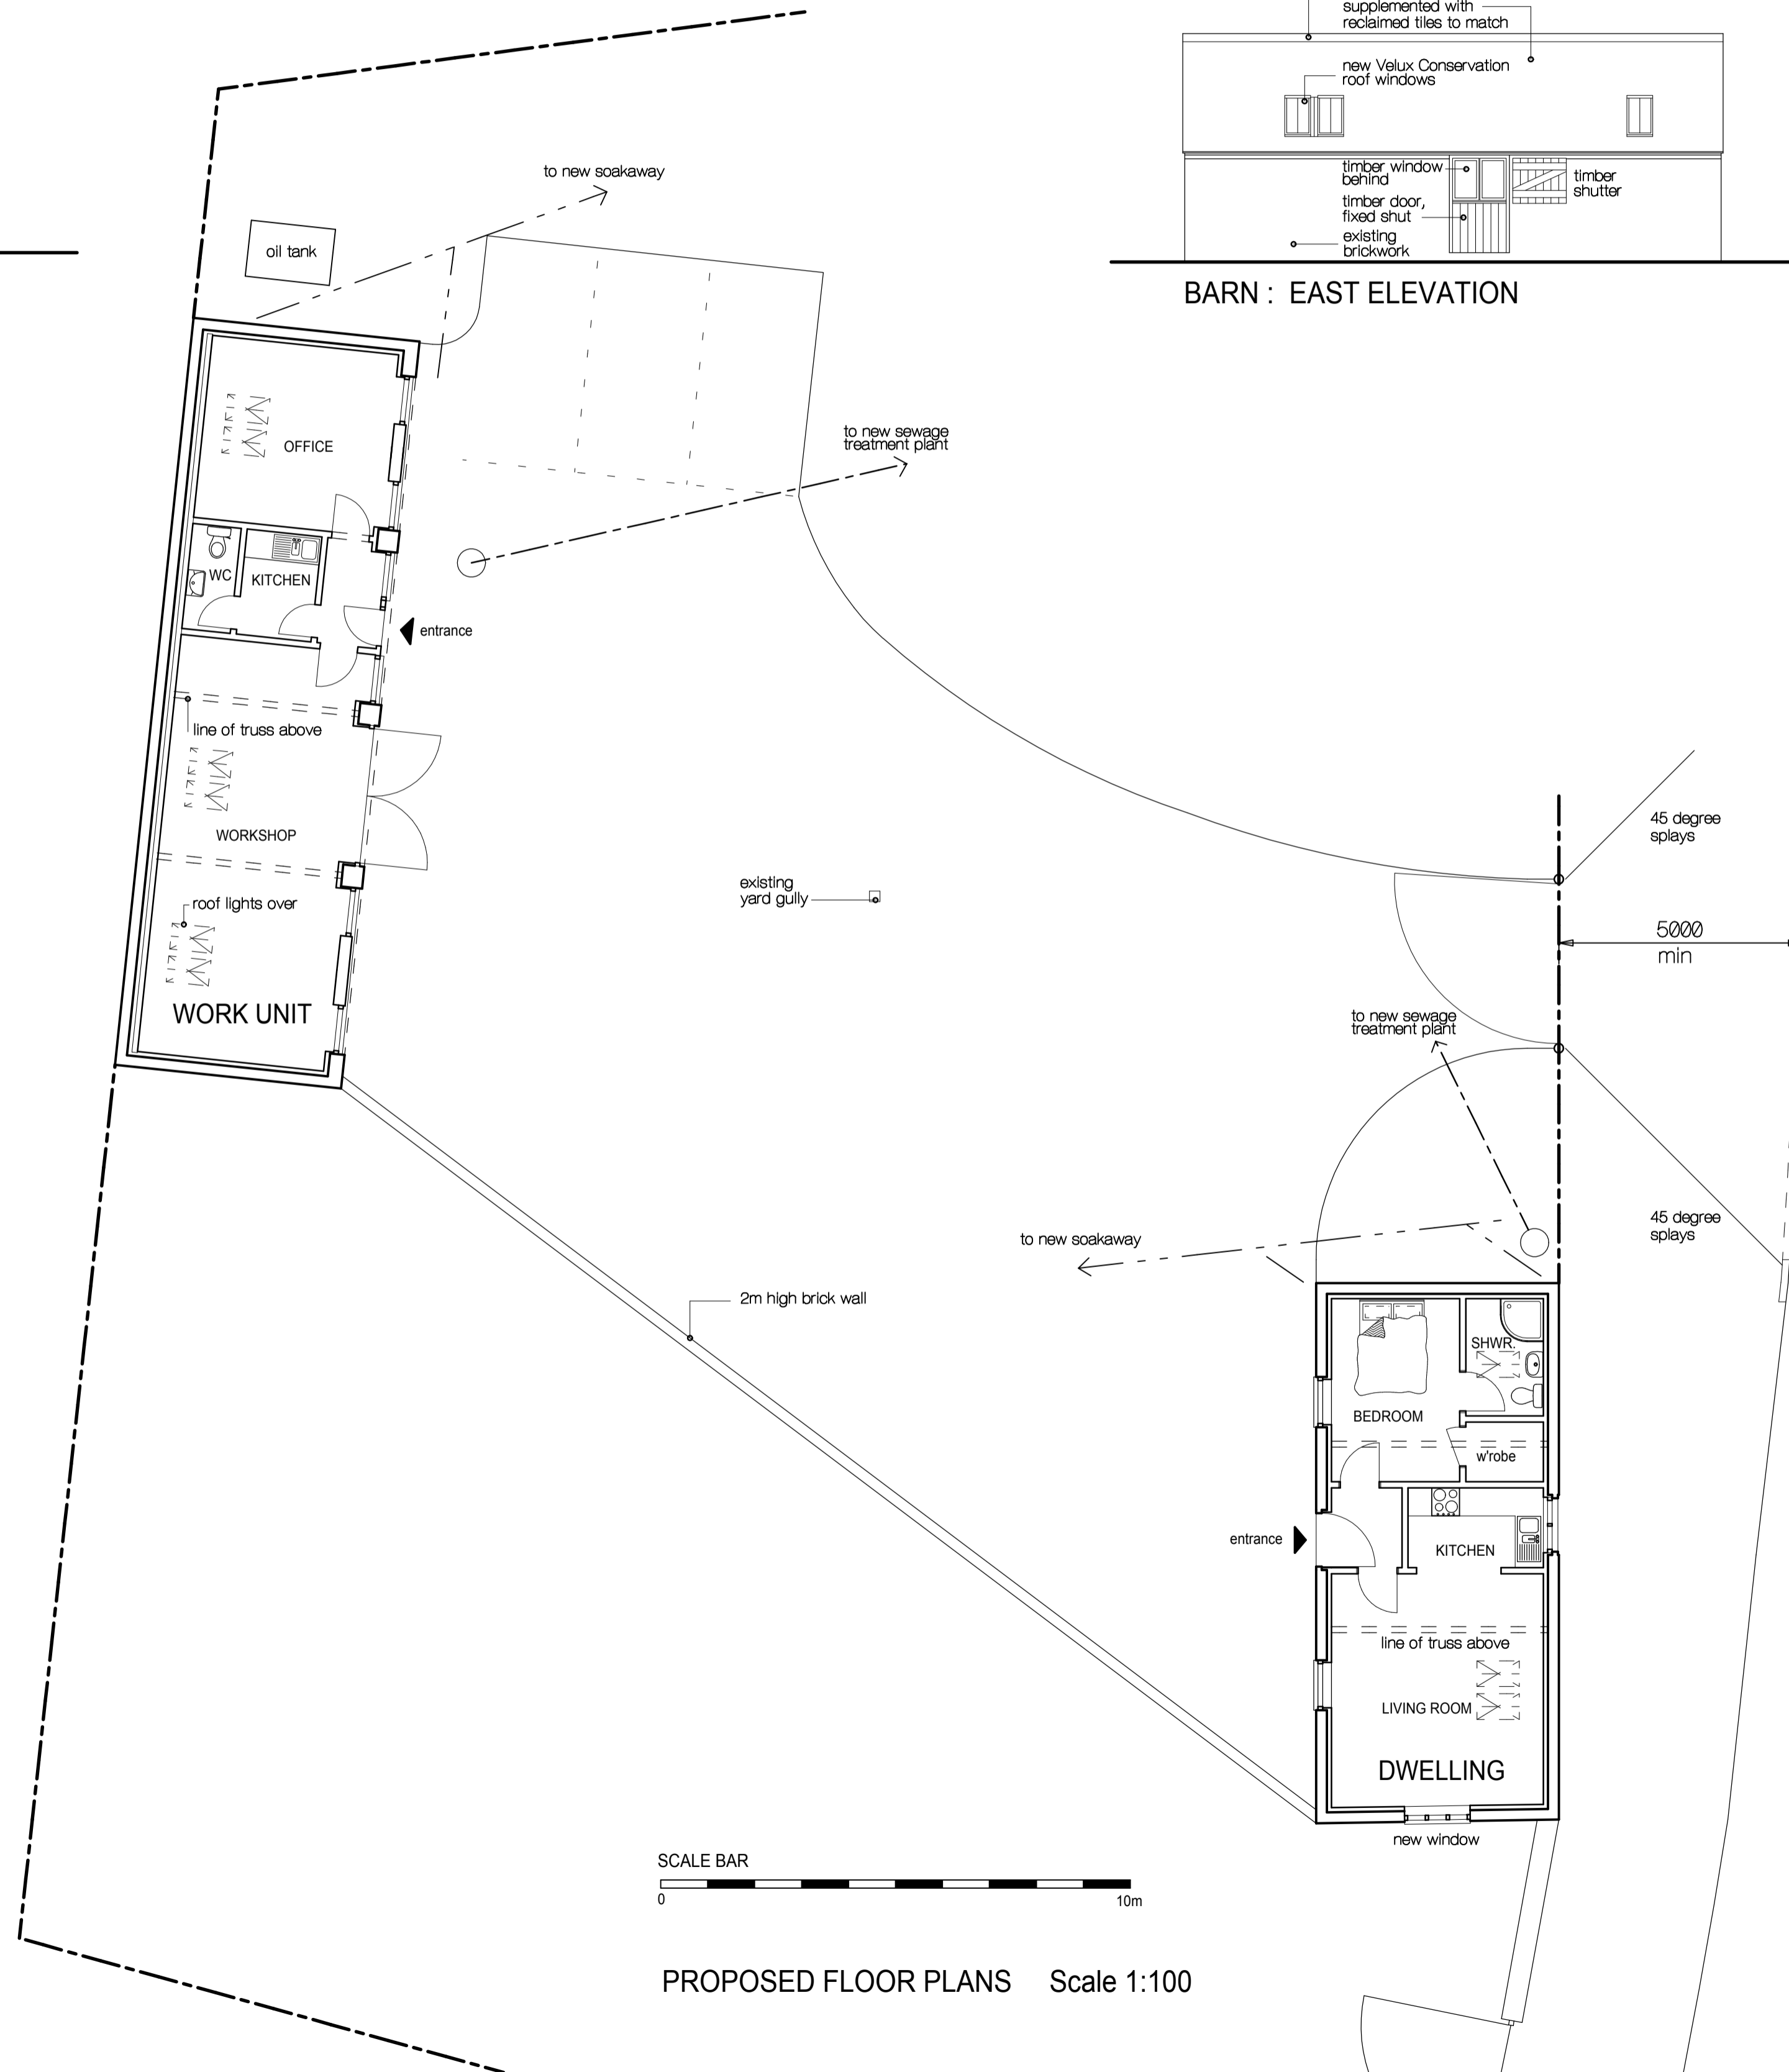 supplemented with
reclaimed tiles to match
new Velux Conservation
roof windows
timber window
behind
timber
shutter
timber door,
fixed shut
existing
brickwork
BARN : EAST ELEVATION
to new soakaway
oil tank
to new sewage
treatment plant
OFFICE
WC
KITCHEN
entrance
line of truss above
WORKSHOP
roof lights over
WORK UNIT
existing
yard gully
45 degree
splays
5000
min
to new sewage
treatment plant
45 degree
splays
to new soakaway
2m high brick wall
SHWR.
BEDROOM
w'robe
entrance
KITCHEN
line of truss above
LIVING ROOM
DWELLING
new window
SCALE BAR
0
10m
PROPOSED FLOOR PLANS Scale 1:100